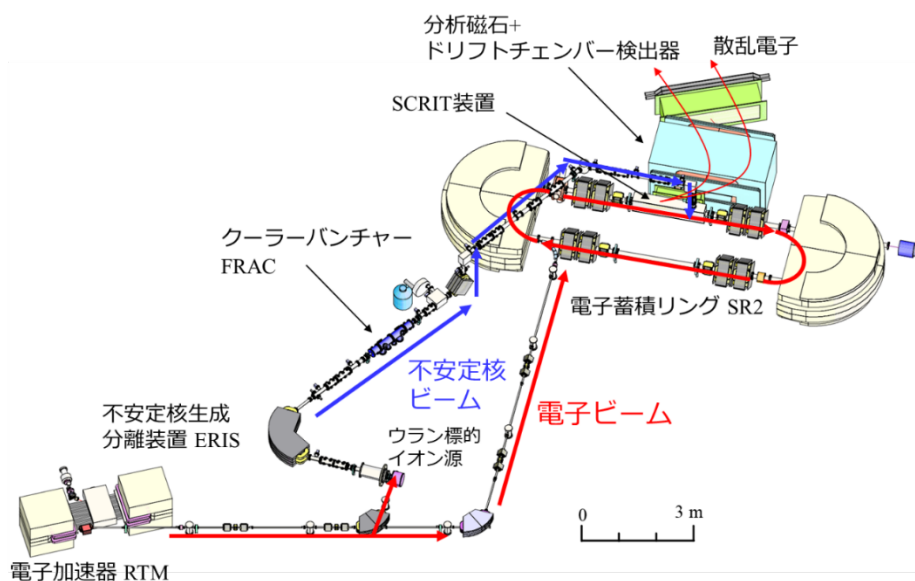 分析磁石+
ドリフトチェンバー検出器
散乱電子
SCRIT装置
クーラーバンチャー
FRAC
電子蓄積リング SR2
不安定核
ビーム
電子ビーム
不安定核生成
分離装置 ERIS
ウラン標的
イオン源
0 3 m
電子加速器 RTM